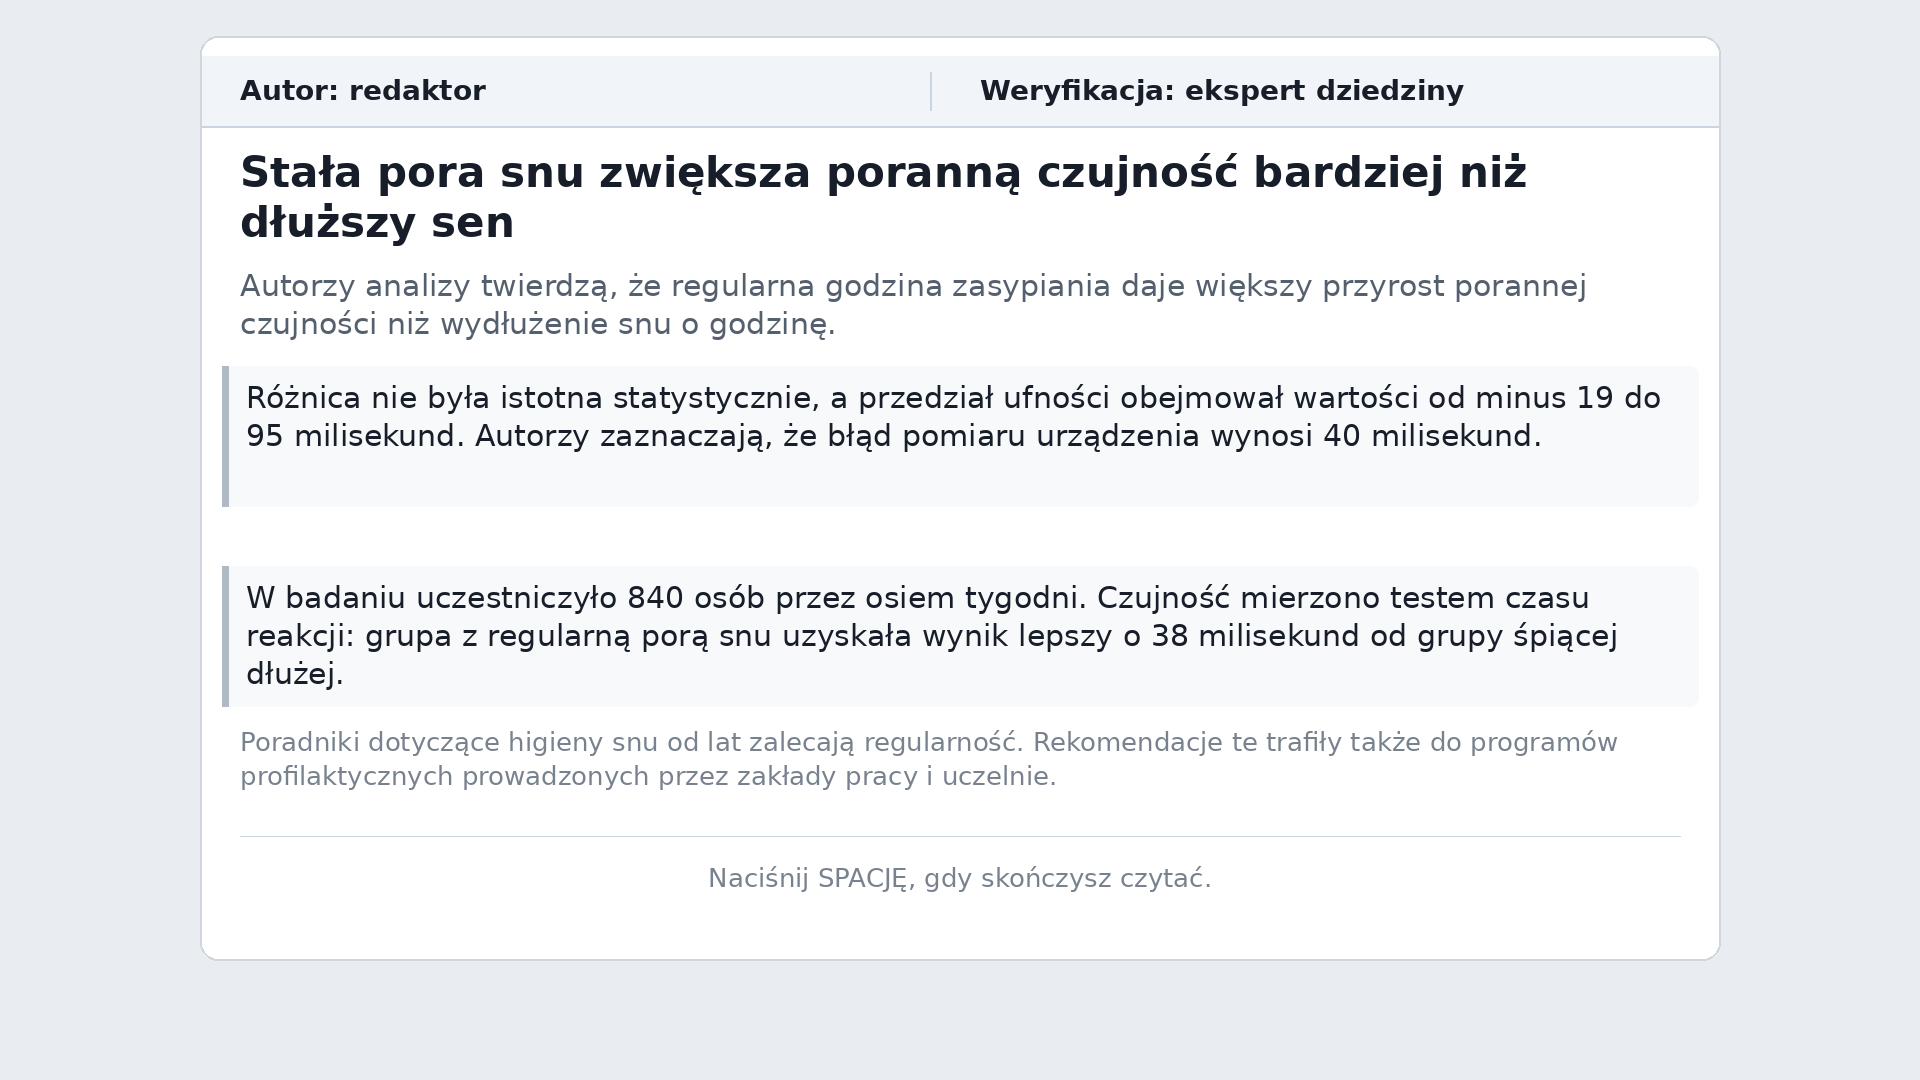 Autor: redaktor
Weryfikacja: ekspert dziedziny
Stała pora snu zwiększa poranną czujność bardziej niż
dłuższy sen
Autorzy analizy twierdzą, że regularna godzina zasypiania daje większy przyrost porannej
czujności niż wydłużenie snu o godzinę.
Różnica nie była istotna statystycznie, a przedział ufności obejmował wartości od minus 19 do
95 milisekund. Autorzy zaznaczają, że błąd pomiaru urządzenia wynosi 40 milisekund.
W badaniu uczestniczyło 840 osób przez osiem tygodni. Czujność mierzono testem czasu
reakcji: grupa z regularną porą snu uzyskała wynik lepszy o 38 milisekund od grupy śpiącej
dłużej.
Poradniki dotyczące higieny snu od lat zalecają regularność. Rekomendacje te trafiły także do programów
profilaktycznych prowadzonych przez zakłady pracy i uczelnie.
Naciśnij SPACJĘ, gdy skończysz czytać.